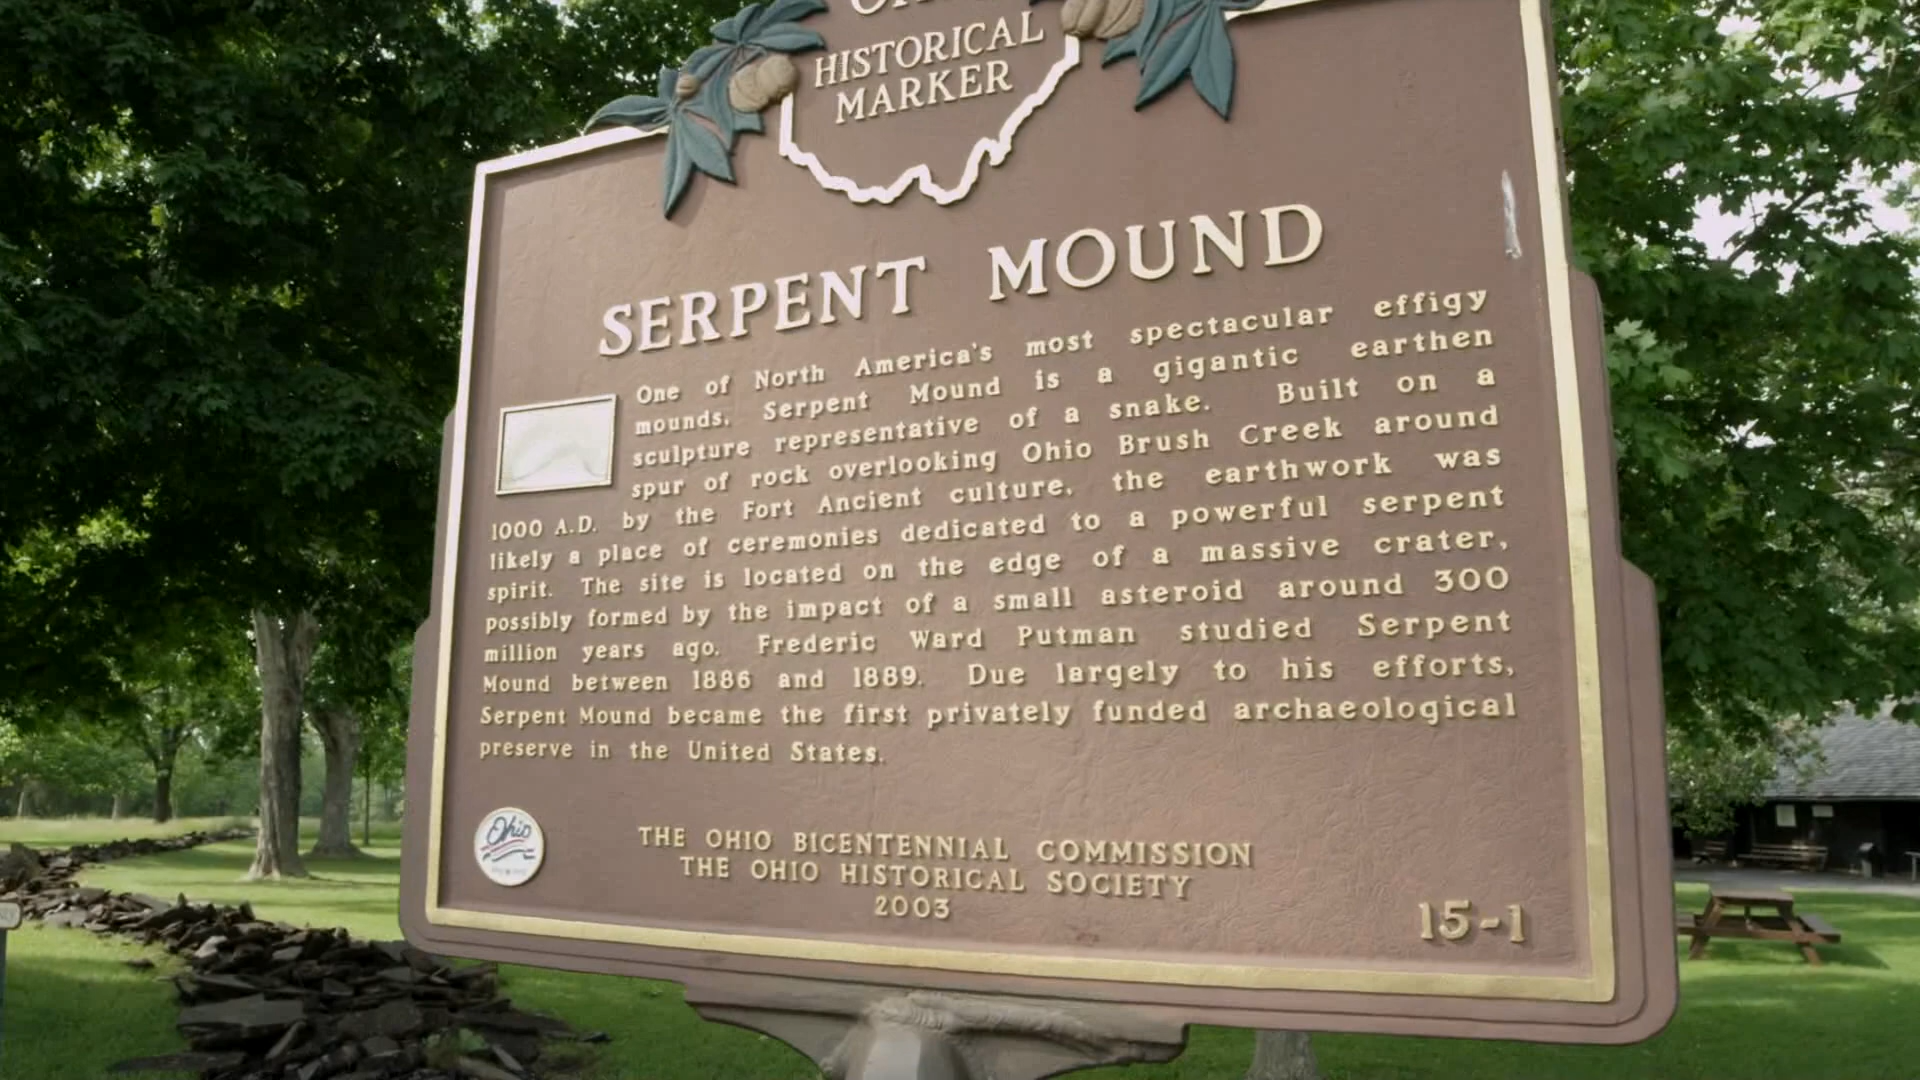 HISTORICAL
MARKER
SERPENT MOUND
One of North America's most spectacular effigy
mounds, Serpent Mound is a gigantic earthen
sculpture representative of a snake. Built on a
spur of rock overlooking Ohio Brush Creek around
1000 A.D. by the Fort Ancient culture, the earthwork was
likely a place of ceremonies dedicated to a powerful serpent
spirit. The site is located on the edge of a massive crater,
possibly formed by the impact of a small asteroid around 300
million years ago. Frederic Ward Putman studied Serpent
Mound between 1886 and 1889. Due largely to his efforts,
Serpent Mound became the first privately funded archaeological
preserve in the United States.
Ohio
THE OHIO BICENTENNIAL COMMISSION
THE OHIO HISTORICAL SOCIETY
2003
15-1